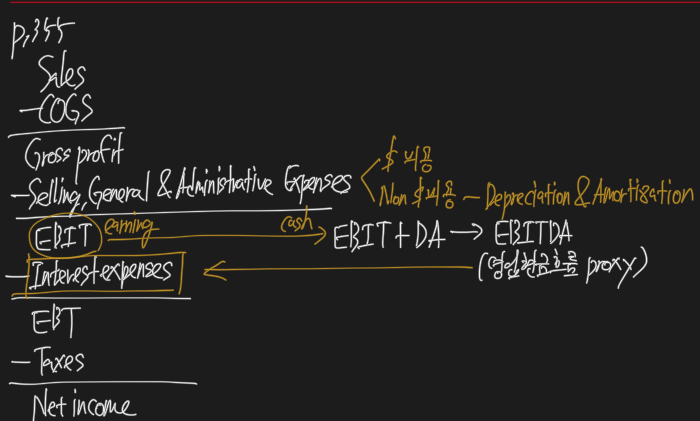 p.355
Sales
-COGS
Gross profit
$ 비용
-Selling, General & Administrative Expenses
Non $ 비용 - Depreciation & Amortization
EBIT earning cash EBIT + DA → EBITDA
- Interest expenses
(영업현금흐름 proxy)
EBT
- Taxes
Net income